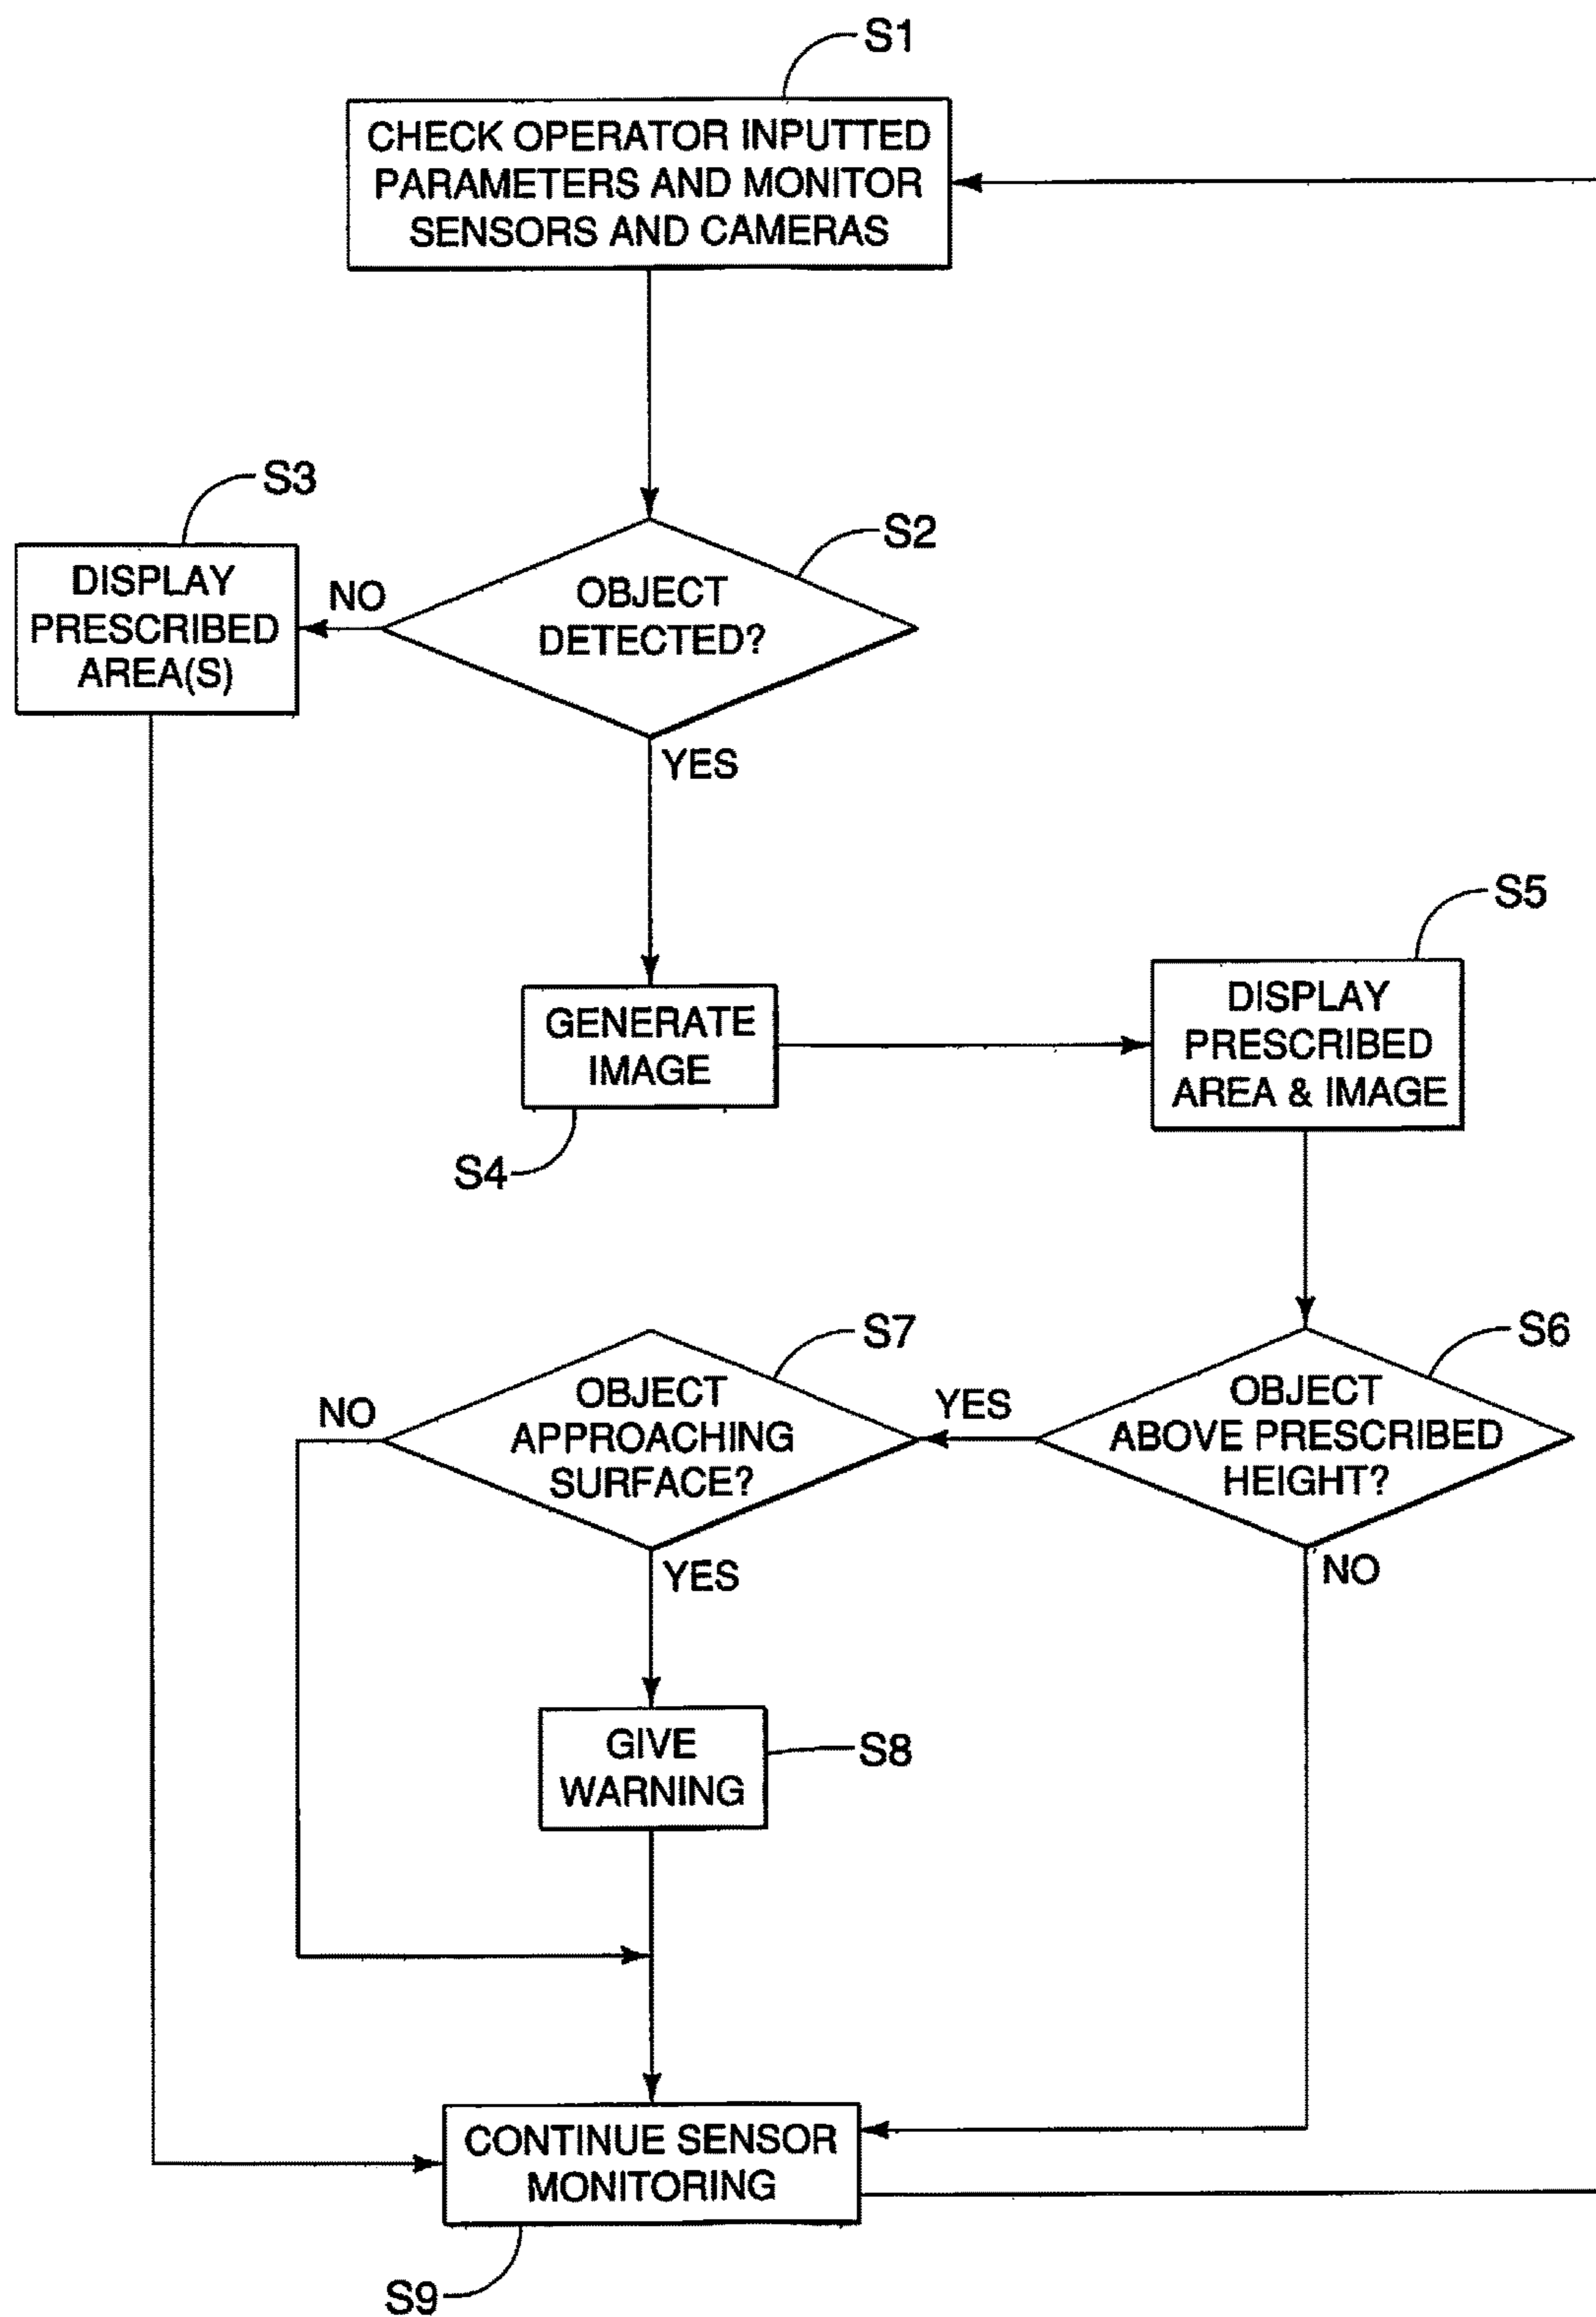 S1
CHECK OPERATOR INPUTTED
PARAMETERS AND MONITOR
SENSORS AND CAMERAS
S3
DISPLAY
PRESCRIBED
AREA(S)
NO
S2
OBJECT
DETECTED?
YES
S4
GENERATE
IMAGE
S5
DISPLAY
PRESCRIBED
AREA & IMAGE
S6
OBJECT
ABOVE PRESCRIBED
HEIGHT?
YES
NO
S7
OBJECT
APPROACHING
SURFACE?
NO
YES
GIVE
WARNING
S8
CONTINUE SENSOR
MONITORING
S9